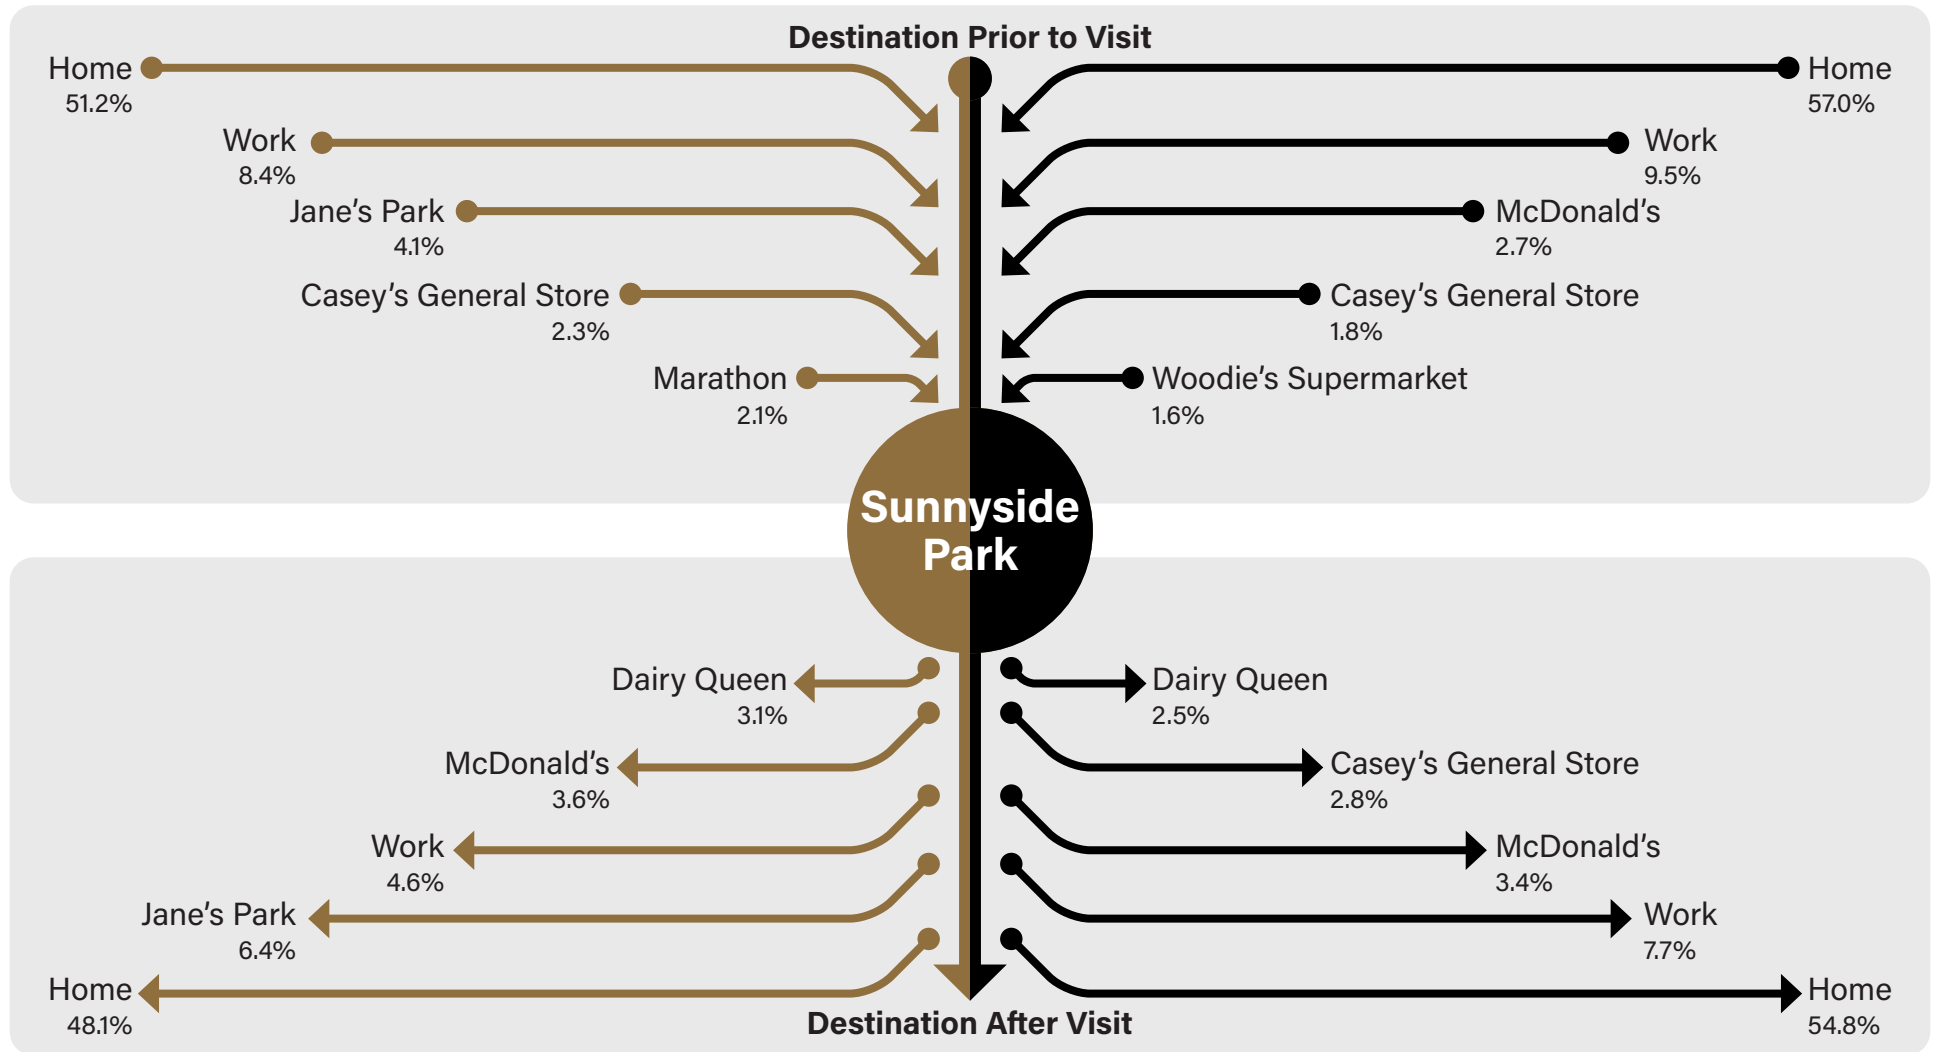 Destination Prior to Visit
Home
51.2%
Work
8.4%
Jane's Park
4.1%
Casey's General Store
2.3%
Marathon
2.1%
Home
57.0%
Work
9.5%
McDonald's
2.7%
Casey's General Store
1.8%
Woodie's Supermarket
1.6%
Sunnyside
Park
Dairy Queen
3.1%
McDonald's
3.6%
Work
4.6%
Jane's Park
6.4%
Home
48.1%
Dairy Queen
2.5%
Casey's General Store
2.8%
McDonald's
3.4%
Work
7.7%
Home
54.8%
Destination After Visit